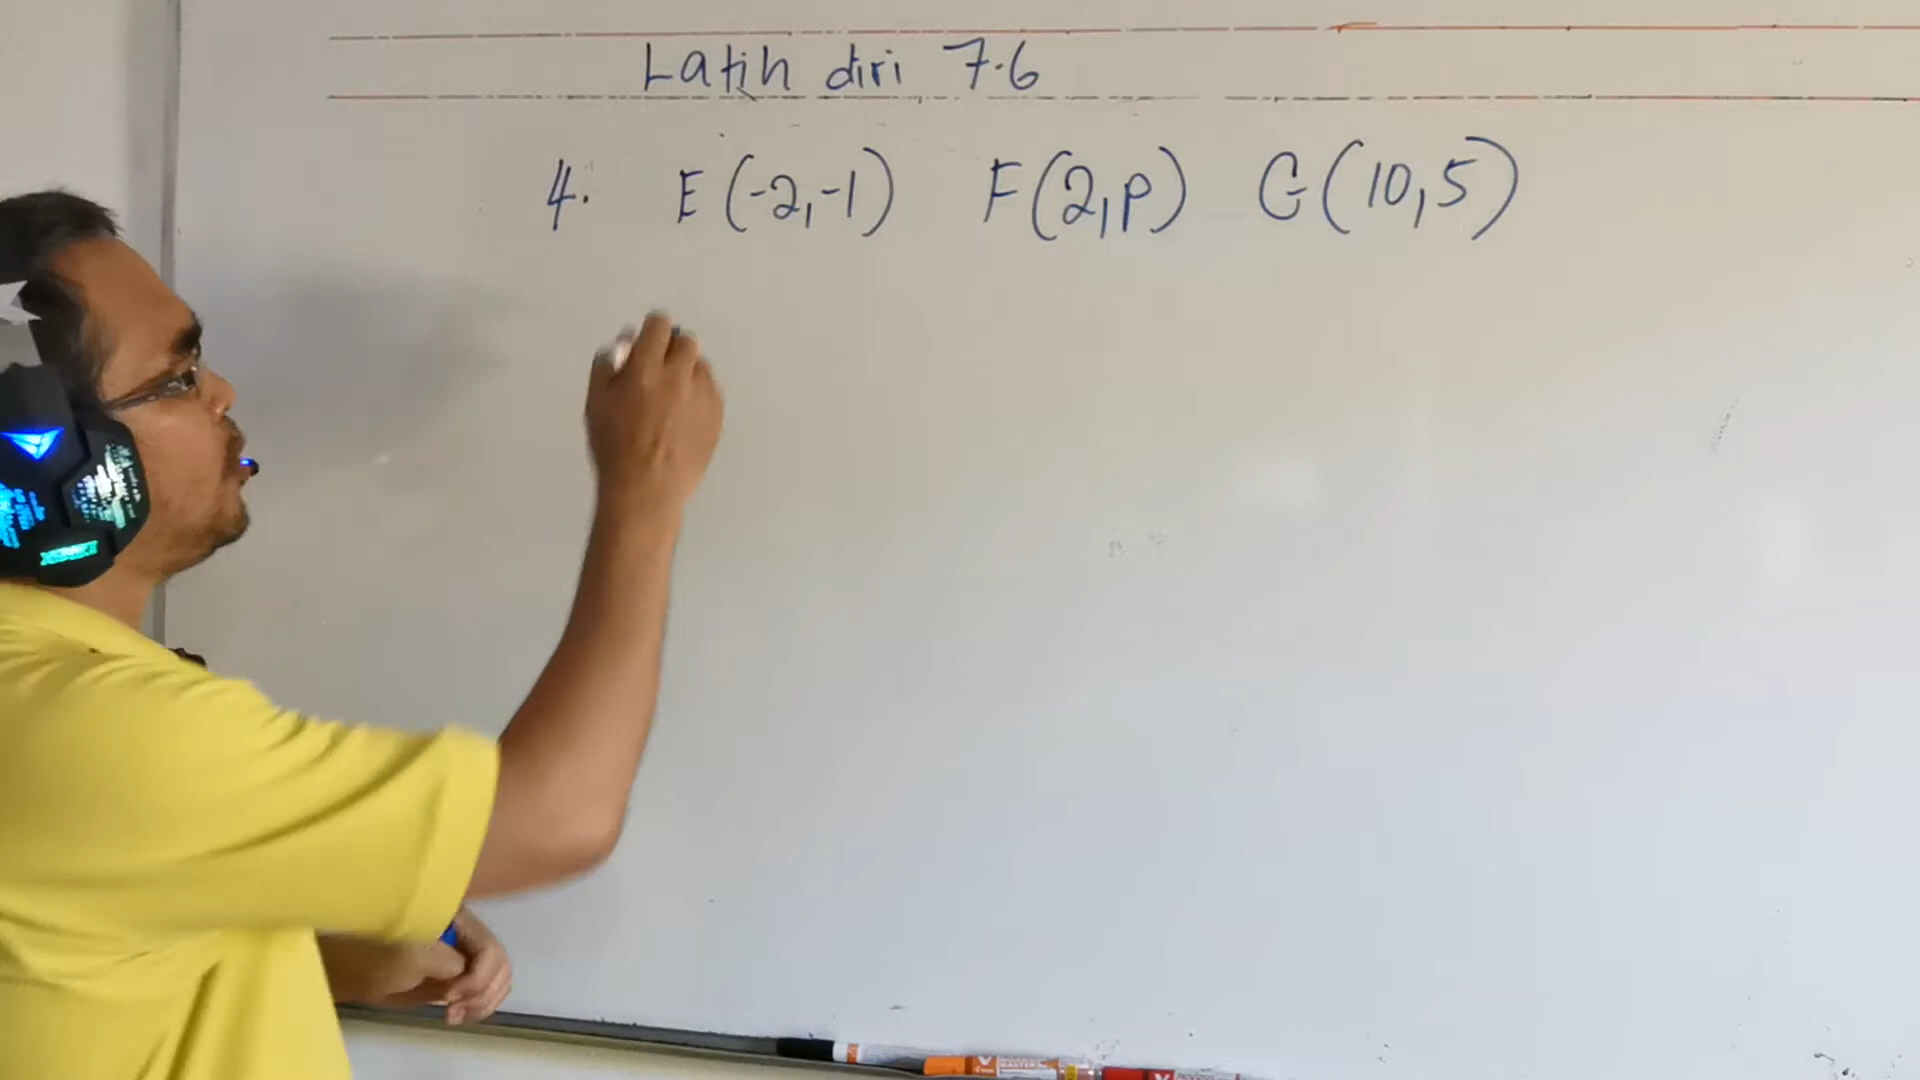 Latih diri 7.6
4. E(-2,-1) F(2,p) G(10,5)